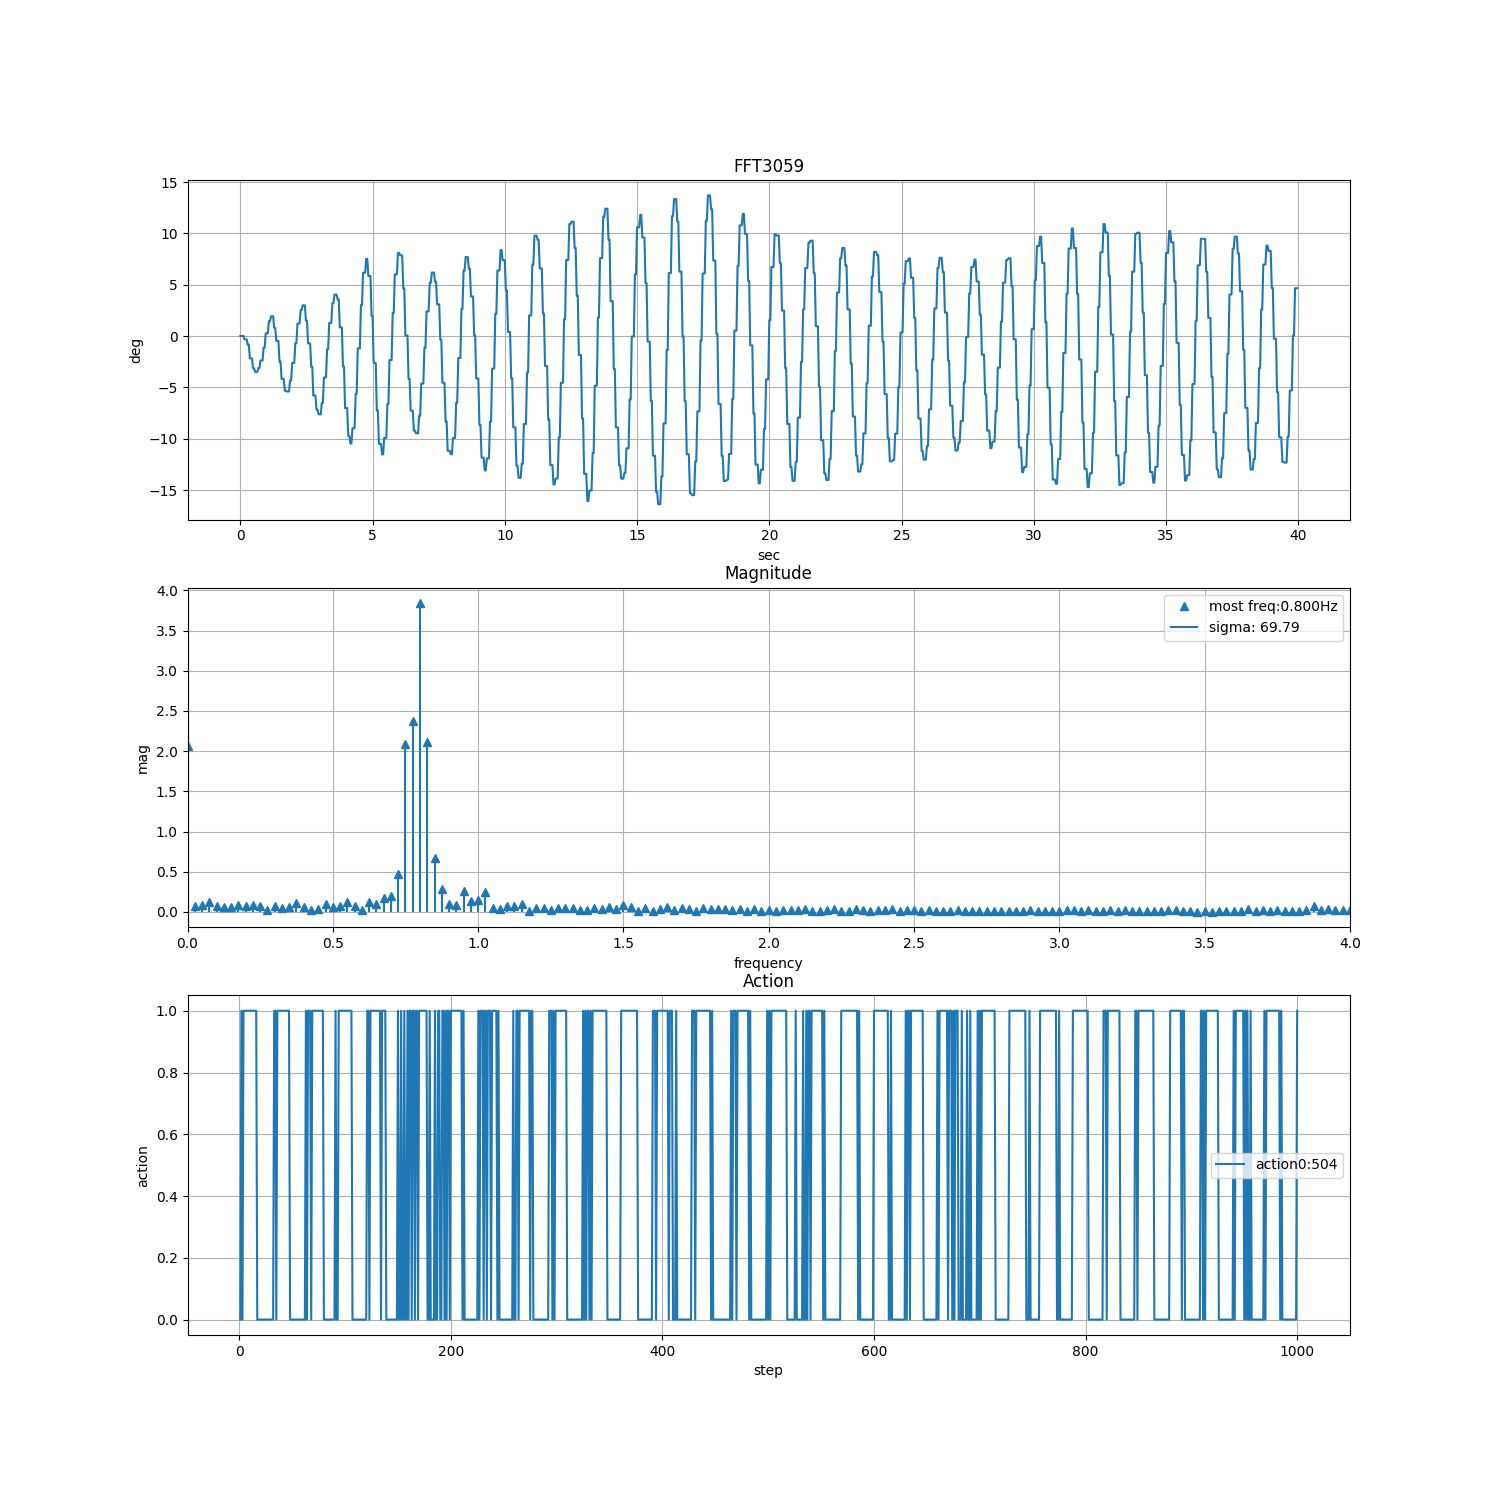 FFT3059
15
10
5
0
−5
−10
−15
deg
0 5 10 15 20 25 30 35 40
sec
Magnitude
4.0
3.5
3.0
2.5
2.0
1.5
1.0
0.5
0.0
mag
most freq:0.800Hz
sigma: 69.79
0.0 0.5 1.0 1.5 2.0 2.5 3.0 3.5 4.0
frequency
Action
1.0
0.8
0.6
0.4
0.2
0.0
action
action0:504
0 200 400 600 800 1000
step